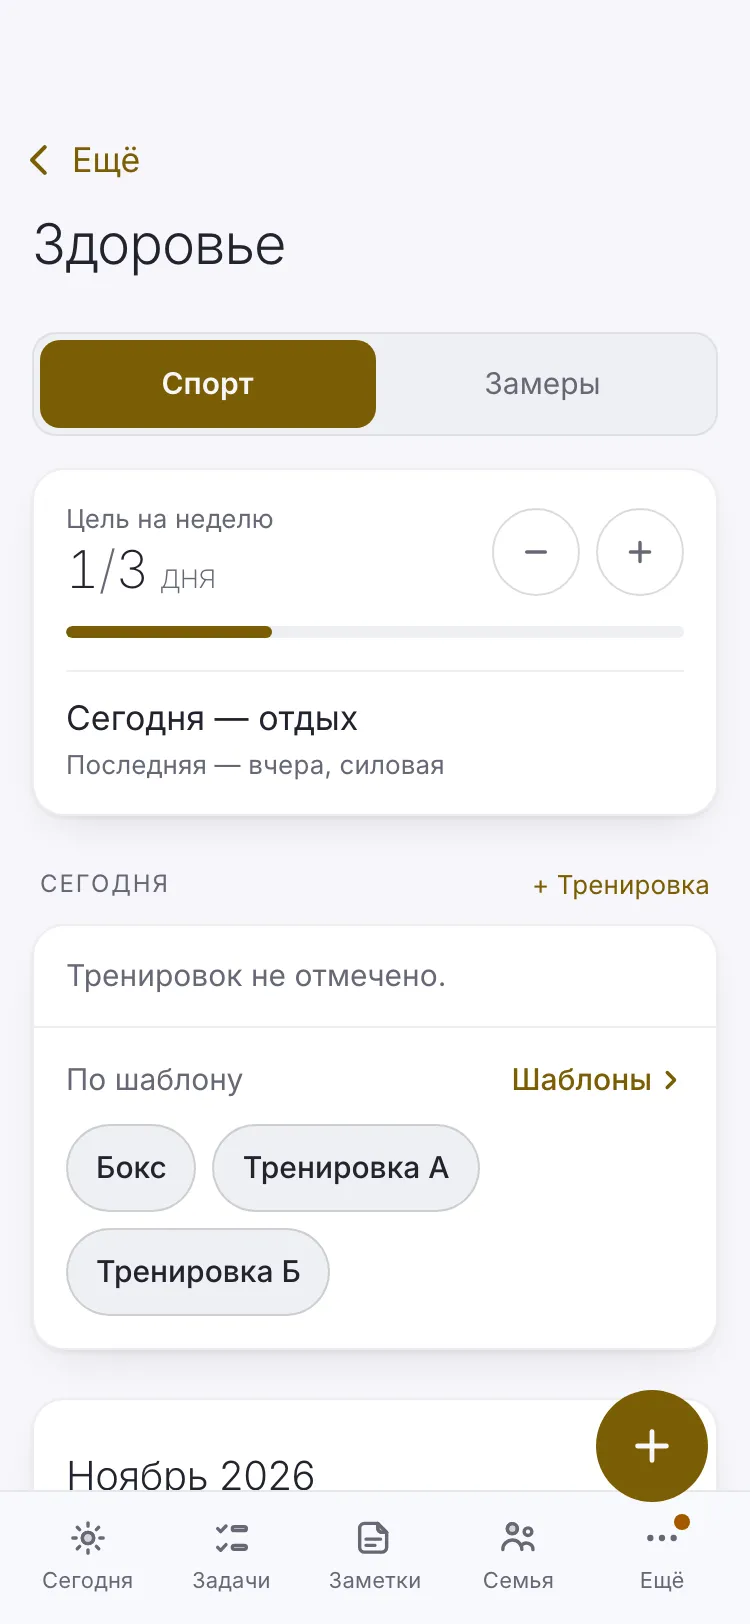 Ещё
Здоровье
Спорт
Замеры
Цель на неделю
1/3 дня
Сегодня — отдых
Последняя — вчера, силовая
СЕГОДНЯ
+ Тренировка
Тренировок не отмечено.
По шаблону
Шаблоны
Бокс
Тренировка А
Тренировка Б
Ноябрь 2026
Сегодня
Задачи
Заметки
Семья
Ещё